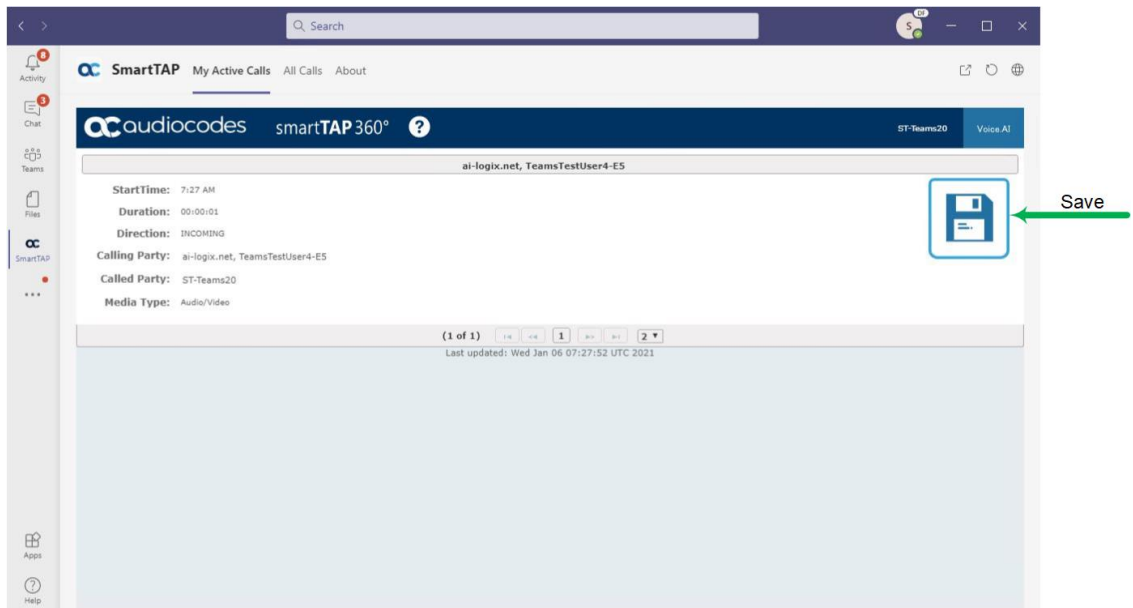 Search
S
DI
8
Activity
3
Chat
Teams
Files
SmartTAP
Apps
Help
SmartTAP My Active Calls All Calls About
audiocodes smartTAP 360° ? ST-Teams20 Voice.AI
ai-logix.net, TeamsTestUser4-E5
StartTime: 7:27 AM
Duration: 00:00:01
Direction: INCOMING
Calling Party: ai-logix.net, TeamsTestUser4-E5
Called Party: ST-Teams20
Media Type: Audio/Video
Save
(1 of 1) 1 2
Last updated: Wed Jan 06 07:27:52 UTC 2021